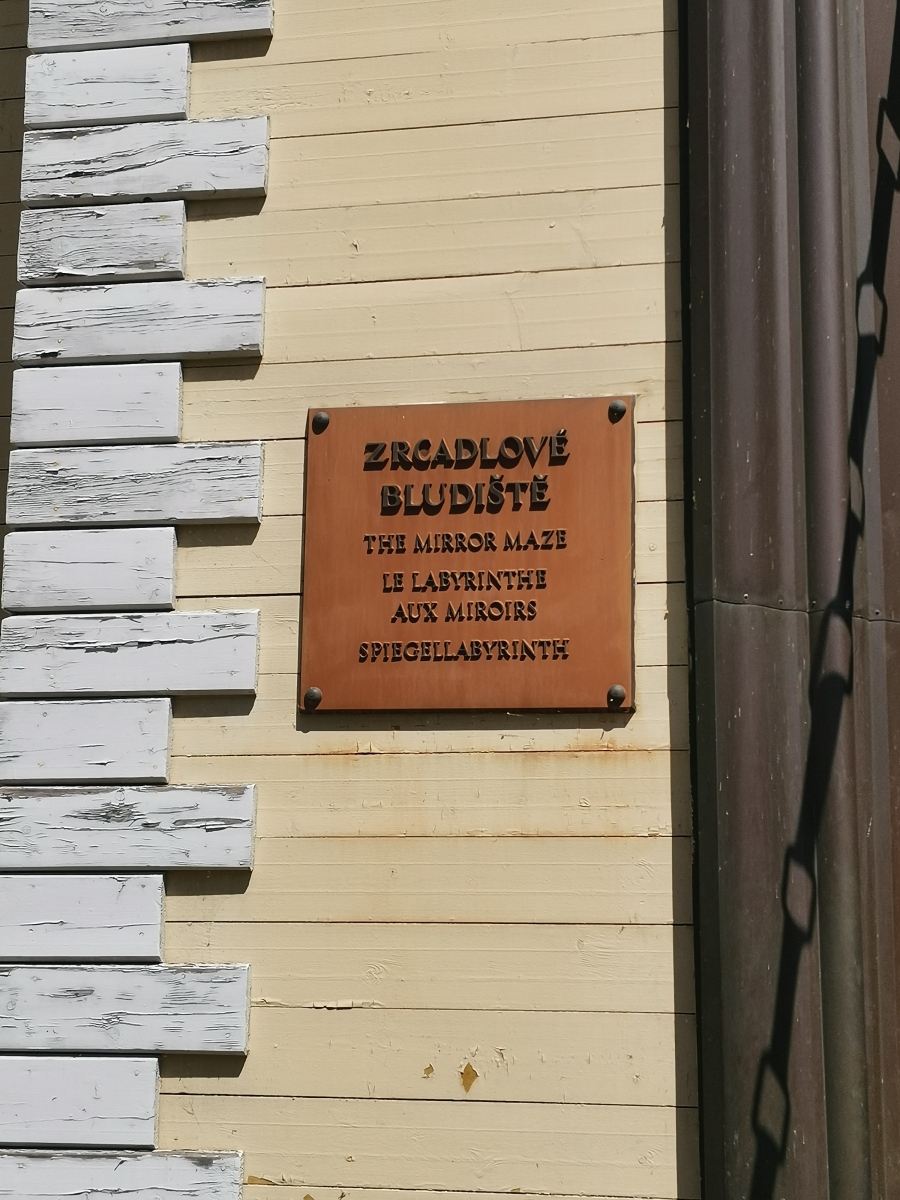 ZRCADLOVÉ
BLUDIŠTĚ
THE MIRROR MAZE
LE LABYRINTHE
AUX MIROIRS
SPIEGELLABYRINTH